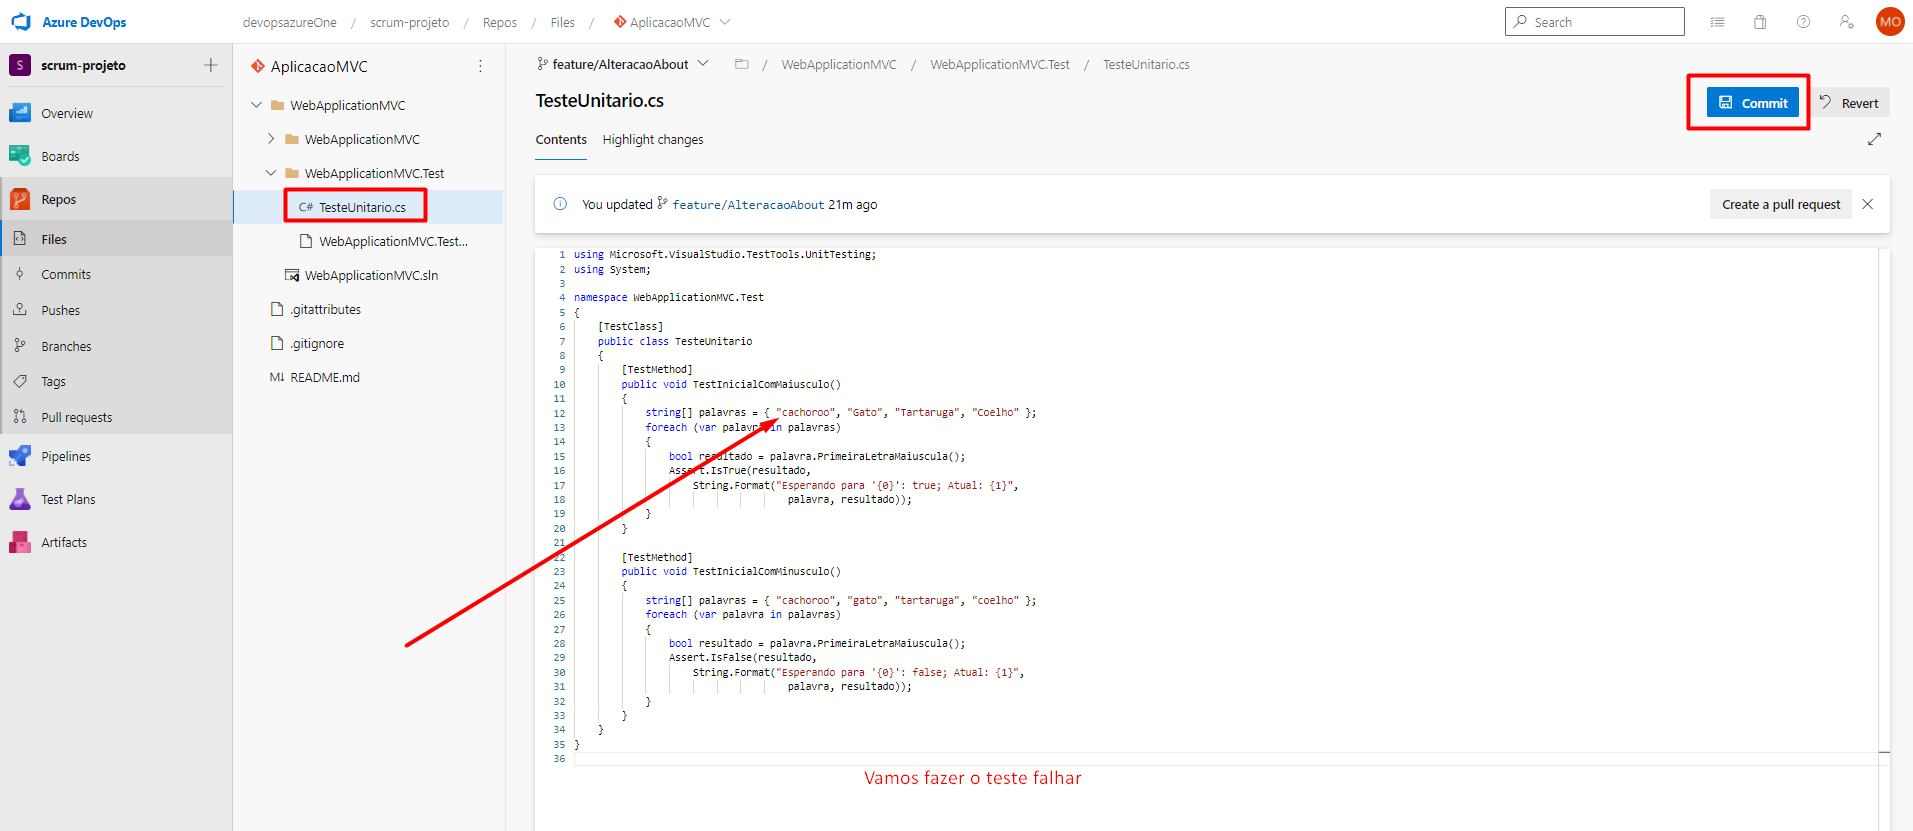 Azure DevOps
devopsazureOne / scrum-projeto / Repos / Files / AplicacaoMVC
Search
MO
S scrum-projeto
Overview
Boards
Repos
Files
Commits
Pushes
Branches
Tags
Pull requests
Pipelines
Test Plans
Artifacts
AplicacaoMVC
WebApplicationMVC
WebApplicationMVC
WebApplicationMVC.Test
C# TesteUnitario.cs
WebApplicationMVC.Test...
WebApplicationMVC.sln
.gitattributes
.gitignore
M↓ README.md
feature/AlteracaoAbout / WebApplicationMVC / WebApplicationMVC.Test / TesteUnitario.cs
TesteUnitario.cs
Commit
Revert
Contents Highlight changes
You updated feature/AlteracaoAbout 21m ago
Create a pull request
1 using Microsoft.VisualStudio.TestTools.UnitTesting;
2 using System;
3
4 namespace WebApplicationMVC.Test
5 {
6 [TestClass]
7 public class TesteUnitario
8 {
9 [TestMethod]
10 public void TestInicialComMaiusculo()
11 {
12 string[] palavras = { "cachoroo", "Gato", "Tartaruga", "Coelho" };
13 foreach (var palavra in palavras)
14 {
15 bool resultado = palavra.PrimeiraLetraMaiuscula();
16 Assert.IsTrue(resultado,
17 String.Format("Esperando para '{0}': true; Atual: {1}",
18 palavra, resultado));
19 }
20 }
21
22 [TestMethod]
23 public void TestInicialComMinusculo()
24 {
25 string[] palavras = { "cachoroo", "gato", "tartaruga", "coelho" };
26 foreach (var palavra in palavras)
27 {
28 bool resultado = palavra.PrimeiraLetraMaiuscula();
29 Assert.IsFalse(resultado,
30 String.Format("Esperando para '{0}': false; Atual: {1}",
31 palavra, resultado));
32 }
33 }
34 }
35 }
36
Vamos fazer o teste falhar